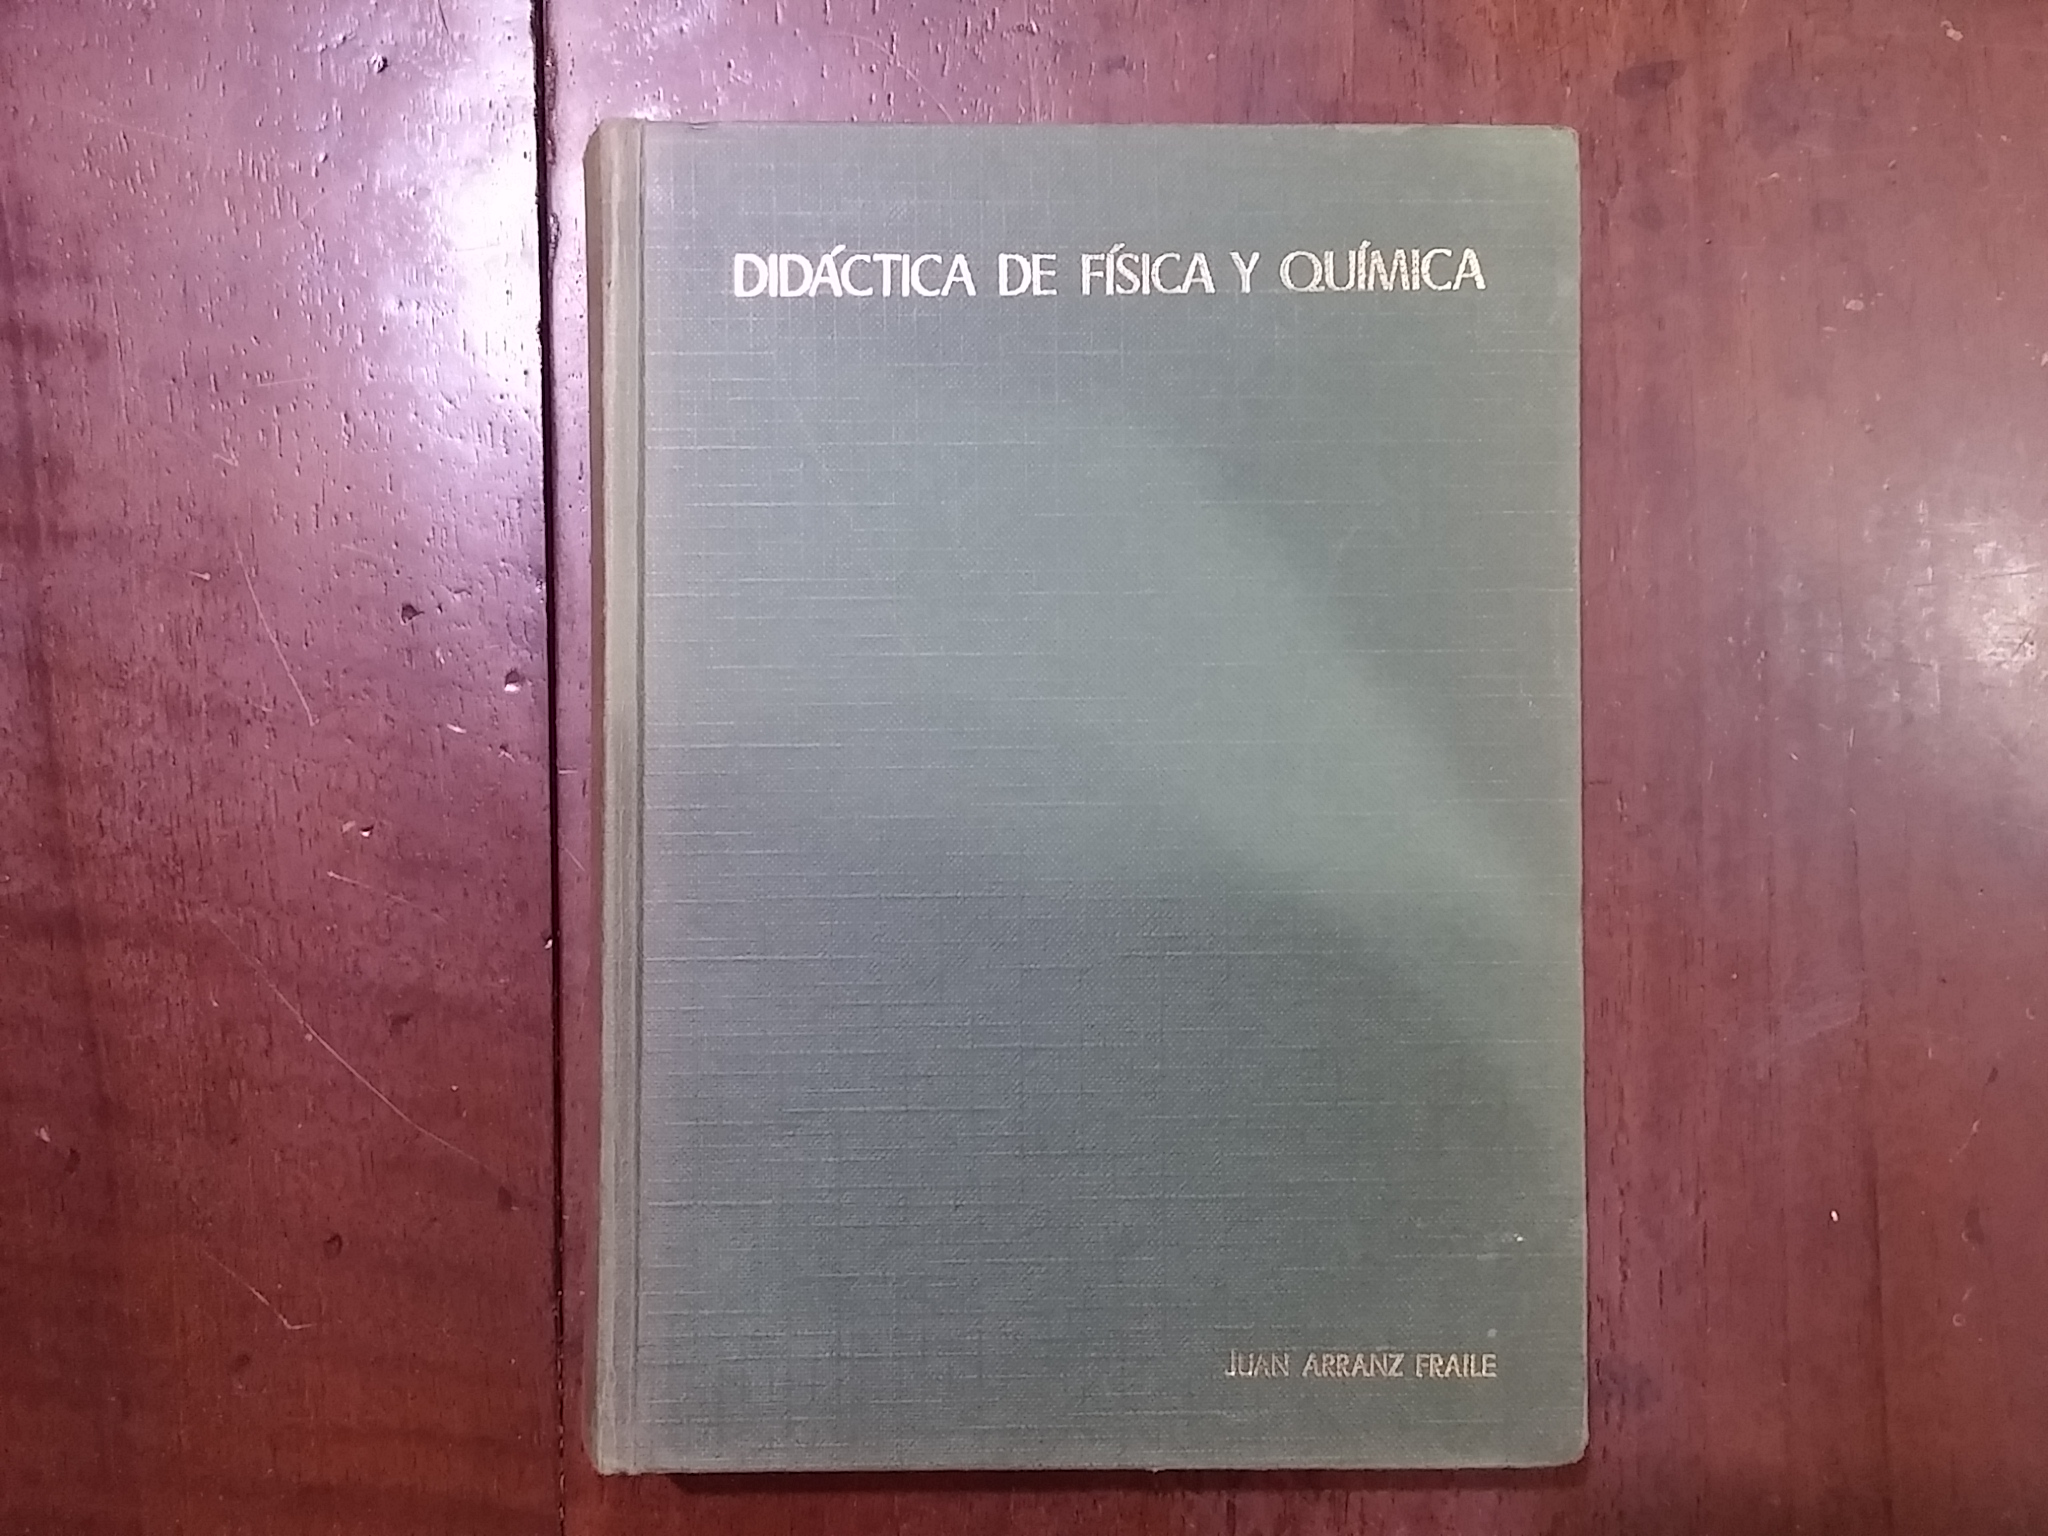 DIDÁCTICA DE FÍSICA Y QUÍMICA
JUAN ARRANZ FRAILE